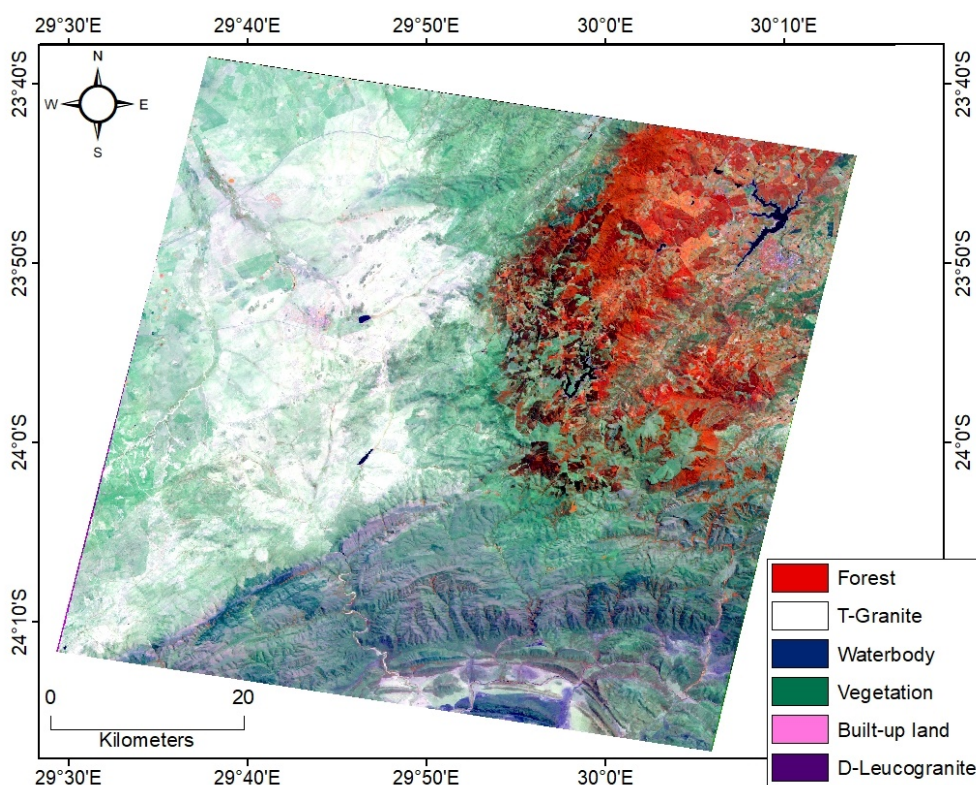 29°30'E 29°40'E 29°50'E 30°0'E 30°10'E
N
W E
S
23°40'S 23°40'S
23°50'S 23°50'S
24°0'S 24°0'S
24°10'S 24°10'S
0 20
Kilometers
Forest
T-Granite
Waterbody
Vegetation
Built-up land
D-Leucogranite
29°30'E 29°40'E 29°50'E 30°0'E